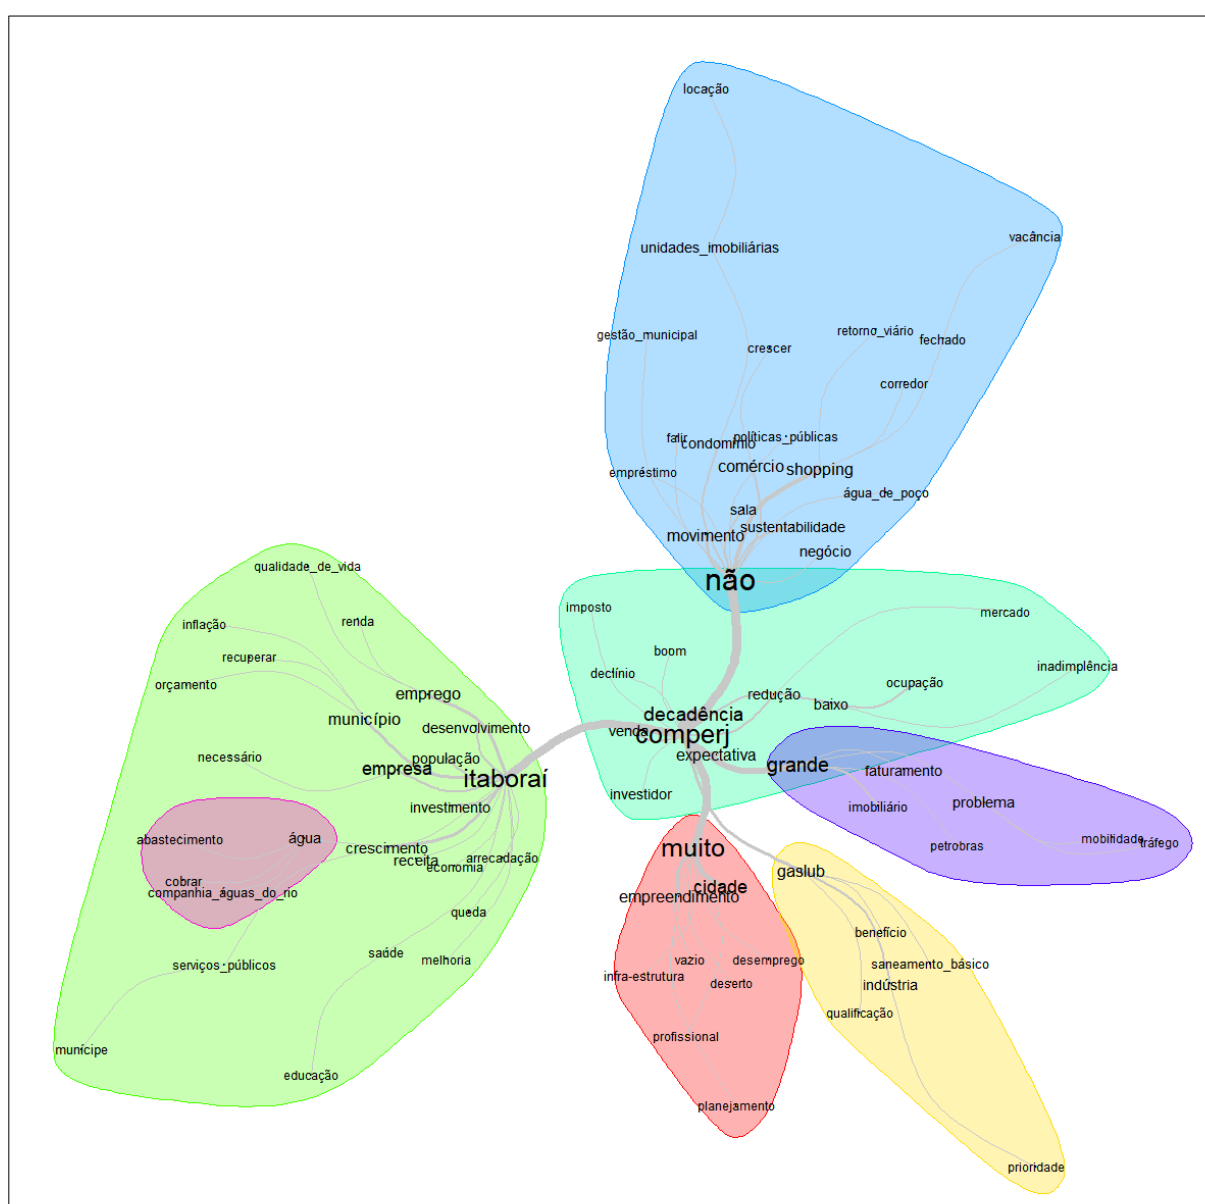 locação
vacância
unidades_imobiliárias
gestão_municipal
retorno_viário
fechado
crescer
corredor
falir
condomínio
políticas_públicas
comércio
shopping
empréstimo
água_de_poço
sala
sustentabilidade
movimento
negócio
não
qualidade_de_vida
imposto
mercado
renda
inflação
boom
recuperar
declínio
inadimplência
orçamento
ocupação
emprego
redução
baixo
município
decadência
desenvolvimento
venda
comperj
necessário
população
expectativa
empresa
itaboraí
grande
faturamento
investimento
investidor
imobiliário
problema
abastecimento
água
mobilidade
tráfego
crescimento
muito
petrobras
receita
arrecadação
economia
gaslub
cobrar
companhia_águas_do_rio
cidade
empreendimento
queda
benefício
saúde
melhoria
vazio
desemprego
serviços_públicos
saneamento_básico
infra-estrutura
deserto
indústria
qualificação
profissional
munícipe
educação
planejamento
prioridade